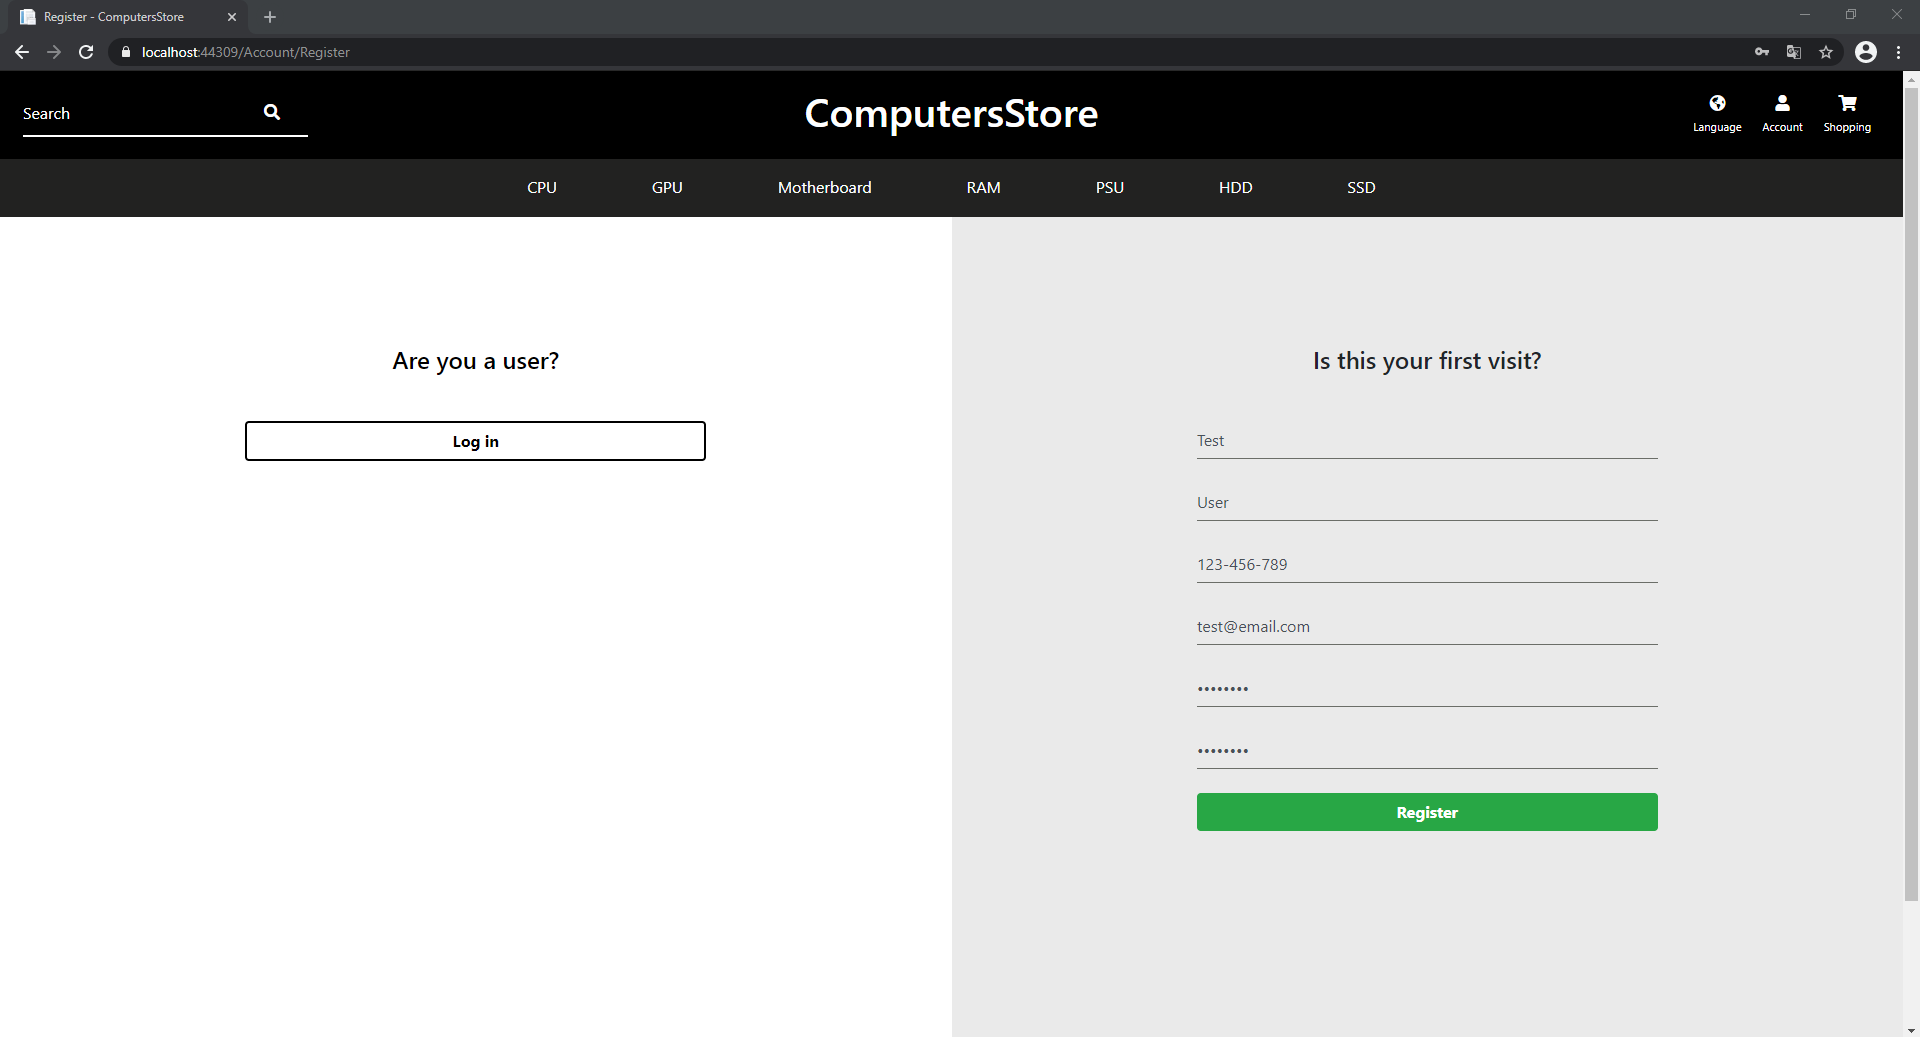 Register - ComputersStore
localhost:44309/Account/Register
Search
ComputersStore
Language
Account
Shopping
CPU
GPU
Motherboard
RAM
PSU
HDD
SSD
Are you a user?
Log in
Is this your first visit?
Test
User
123-456-789
test@email.com
••••••••
••••••••
Register